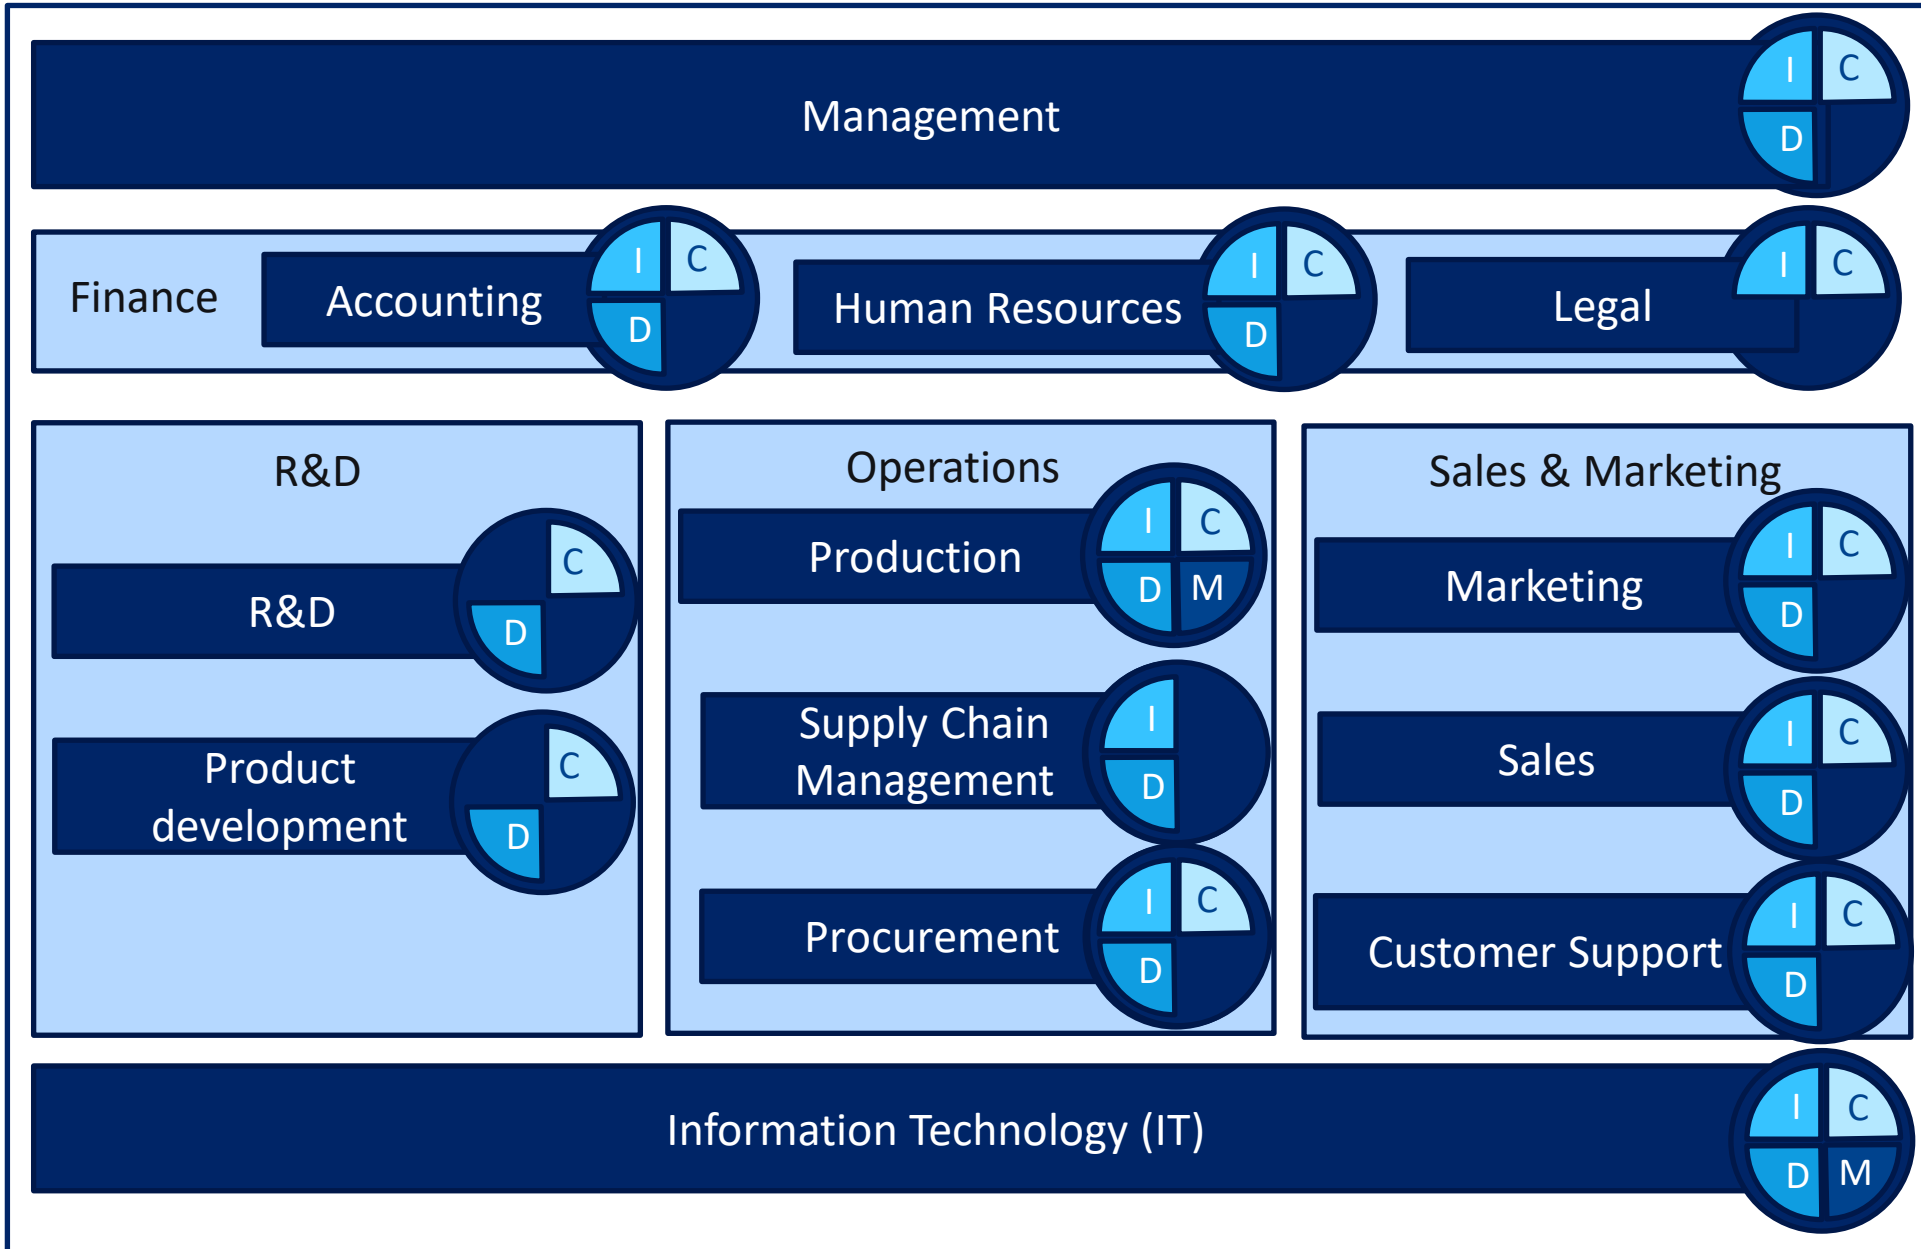 Management
I
C
D
Finance
Accounting
I
C
D
Human Resources
I
C
D
Legal
I
C
R&D
R&D
C
D
Product
development
C
D
Operations
Production
I
C
D
M
Supply Chain
Management
I
D
Procurement
I
C
D
Sales & Marketing
Marketing
I
C
D
Sales
I
C
D
Customer Support
I
C
D
Information Technology (IT)
I
C
D
M